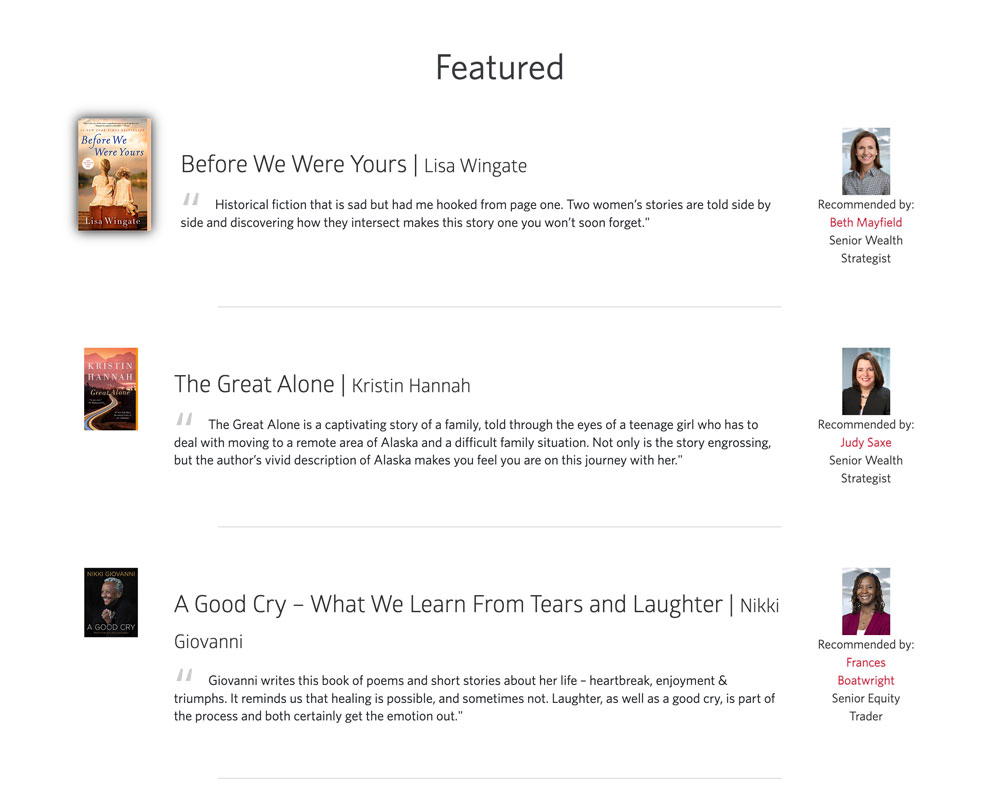 Featured
Before We
Were Yours
Lisa Wingate
Before We Were Yours | Lisa Wingate
“ Historical fiction that is sad but had me hooked from page one. Two women’s stories are told side by
side and discovering how they intersect makes this story one you won’t soon forget."
Recommended by:
Beth Mayfield
Senior Wealth
Strategist
KRISTIN
HANNAH
The
Great Alone
The Great Alone | Kristin Hannah
“ The Great Alone is a captivating story of a family, told through the eyes of a teenage girl who has to
deal with moving to a remote area of Alaska and a difficult family situation. Not only is the story engrossing,
but the author’s vivid description of Alaska makes you feel you are on this journey with her."
Recommended by:
Judy Saxe
Senior Wealth
Strategist
NIKKI GIOVANNI
A GOOD CRY
A Good Cry – What We Learn From Tears and Laughter | Nikki
Giovanni
“ Giovanni writes this book of poems and short stories about her life – heartbreak, enjoyment &
triumphs. It reminds us that healing is possible, and sometimes not. Laughter, as well as a good cry, is part of
the process and both certainly get the emotion out."
Recommended by:
Frances
Boatwright
Senior Equity
Trader